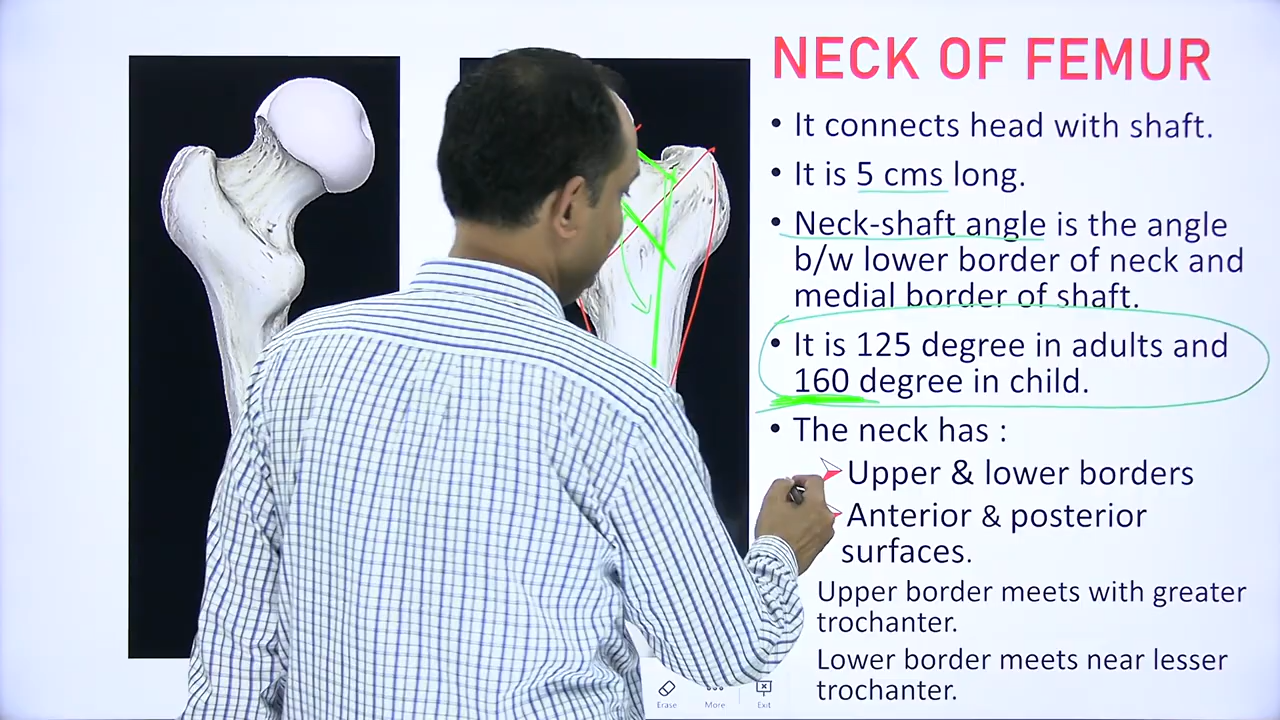 NECK OF FEMUR
• It connects head with shaft.
• It is 5 cms long.
• Neck-shaft angle is the angle
b/w lower border of neck and
medial border of shaft.
• It is 125 degree in adults and
160 degree in child.
• The neck has :
Upper & lower borders
Anterior & posterior
surfaces.
Upper border meets with greater
trochanter.
Lower border meets near lesser
trochanter.
Erase More Exit